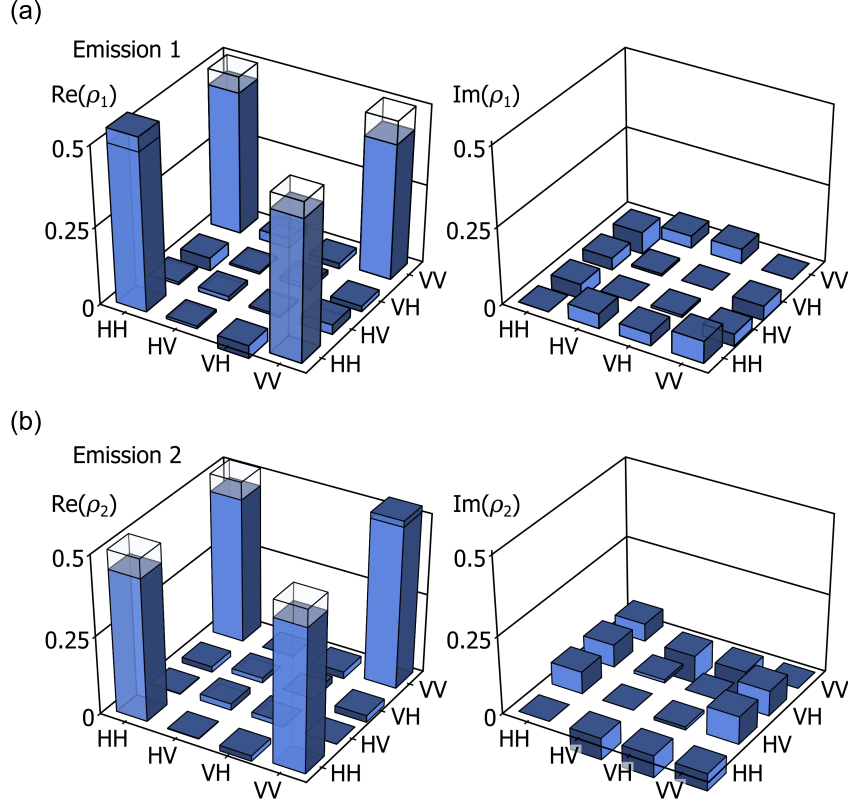 (a)
Emission 1
Re(ρ₁)
0.5
0.25
0
HH
HV
VH
VV
HH
HV
VH
VV
Im(ρ₁)
0.5
0.25
0
HH
HV
VH
VV
HH
HV
VH
VV
(b)
Emission 2
Re(ρ₂)
0.5
0.25
0
HH
HV
VH
VV
HH
HV
VH
VV
Im(ρ₂)
0.5
0.25
0
HH
HV
VH
VV
HH
HV
VH
VV